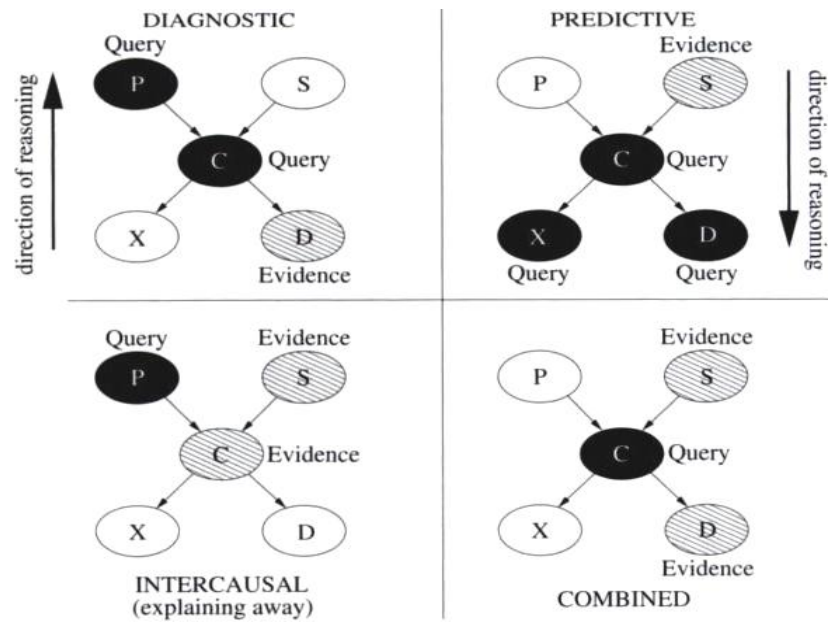 DIAGNOSTIC
Query
P
S
C
Query
X
D
Evidence
direction of reasoning
PREDICTIVE
Evidence
P
S
C
Query
X
D
Query
Query
direction of reasoning
Query
Evidence
P
S
C
Evidence
X
D
INTERCAUSAL
(explaining away)
Evidence
P
S
C
Query
X
D
Evidence
COMBINED